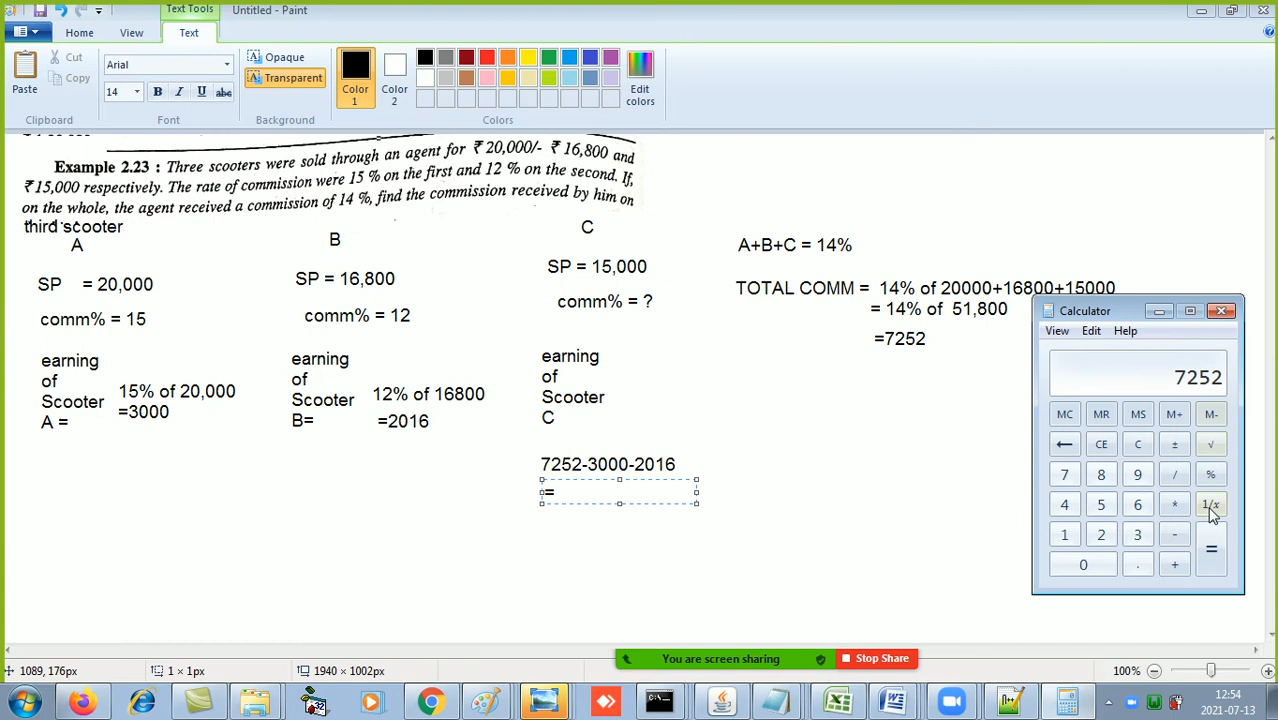 Text Tools
Untitled - Paint
Home
View
Text
Cut
Copy
Paste
Arial
14
B
I
U
abc
Opaque
Transparent
Color
1
Color
2
Edit
colors
Clipboard
Font
Background
Colors
Example 2.23 : Three scooters were sold through an agent for ₹ 20,000/- ₹ 16,800 and
₹ 15,000 respectively. The rate of commission were 15 % on the first and 12 % on the second. If,
on the whole, the agent received a commission of 14 %, find the commission received by him on
third scooter
A
SP = 20,000
comm% = 15
earning
of
Scooter
A =
15% of 20,000
=3000
B
SP = 16,800
comm% = 12
earning
of
Scooter
B=
12% of 16800
=2016
C
SP = 15,000
comm% = ?
earning
of
Scooter
C
7252-3000-2016
=
A+B+C = 14%
TOTAL COMM = 14% of 20000+16800+15000
= 14% of 51,800
=7252
Calculator
View Edit Help
7252
MC MR MS M+ M-
← CE C ± √
7 8 9 / %
4 5 6 * 1/x
1 2 3 - =
0 . +
You are screen sharing
Stop Share
1089, 176px
1 × 1px
1940 × 1002px
100%
32
12:54
2021-07-13